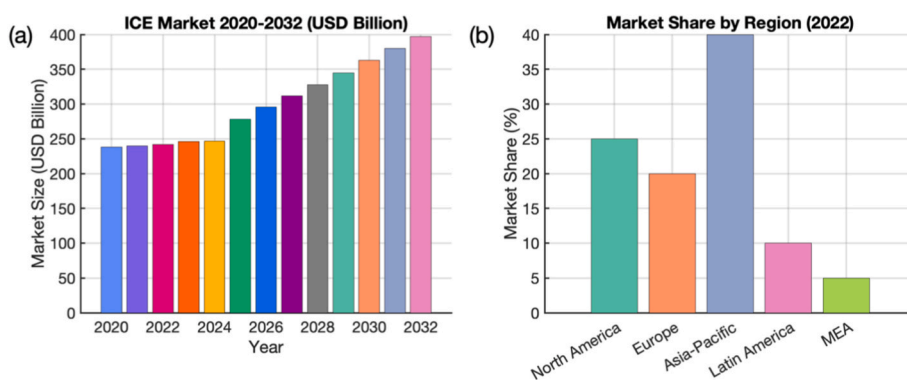 (a)
ICE Market 2020-2032 (USD Billion)
Market Size (USD Billion)
400
350
300
250
200
150
100
50
0
2020 2022 2024 2026 2028 2030 2032
Year
(b)
Market Share by Region (2022)
Market Share (%)
40
35
30
25
20
15
10
5
0
North America
Europe
Asia-Pacific
Latin America
MEA